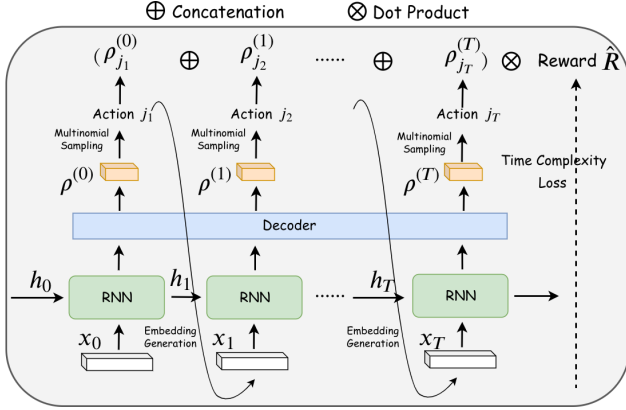 ⊕ Concatenation ⊗ Dot Product
(ρ_{j_1}^{(0)} ⊕ ρ_{j_2}^{(1)} ...... ⊕ ρ_{j_T}^{(T)}) ⊗ Reward R̂
Action j_1 Action j_2 Action j_T
Multinomial Sampling Multinomial Sampling Multinomial Sampling
ρ^{(0)} ρ^{(1)} ρ^{(T)} Time Complexity Loss
Decoder
h_0 RNN h_1 RNN ...... h_T RNN
x_0 Embedding Generation x_1 Embedding Generation x_T